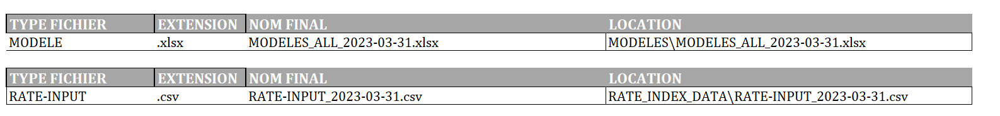 TYPE FICHIER EXTENSION NOM FINAL LOCATION
MODELE .xlsx MODELES_ALL_2023-03-31.xlsx MODELES\MODELES_ALL_2023-03-31.xlsx
TYPE FICHIER EXTENSION NOM FINAL LOCATION
RATE-INPUT .csv RATE-INPUT_2023-03-31.csv RATE_INDEX_DATA\RATE-INPUT_2023-03-31.csv